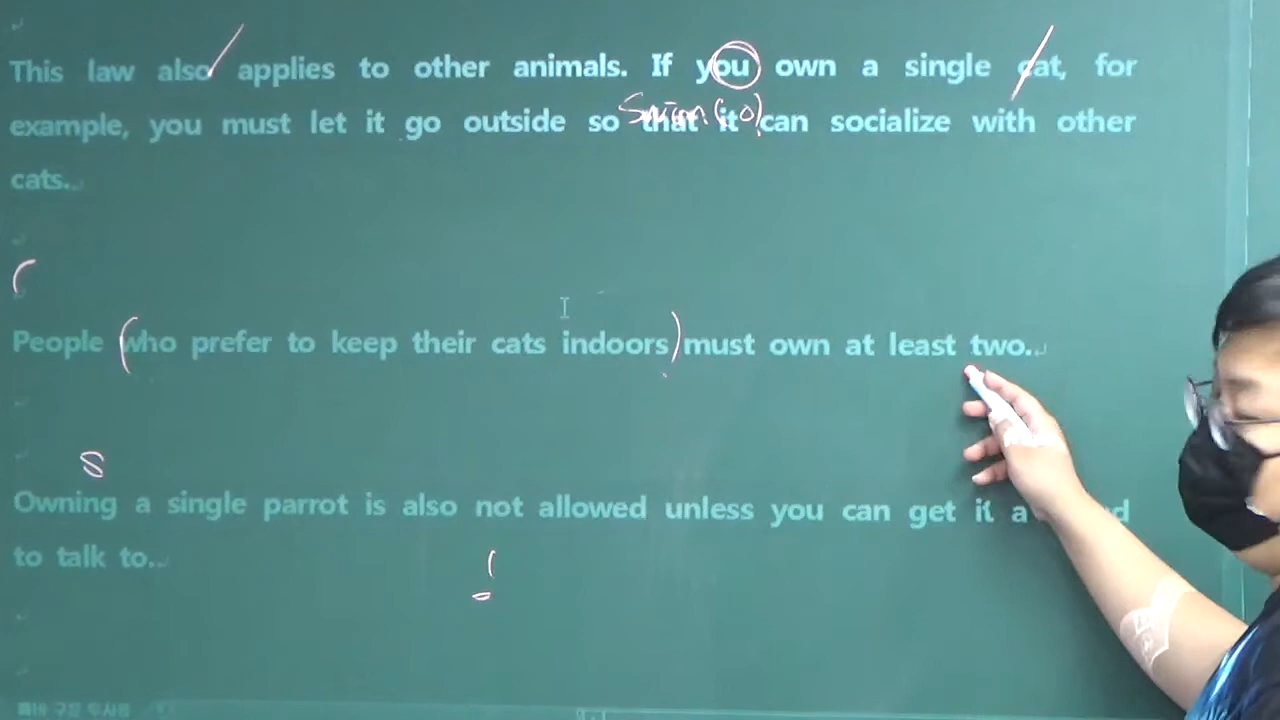 This law also applies to other animals. If you own a single cat, for
example, you must let it go outside so that it can socialize with other
cats.
People (who prefer to keep their cats indoors) must own at least two.
S
Owning a single parrot is also not allowed unless you can get it a
to talk to.